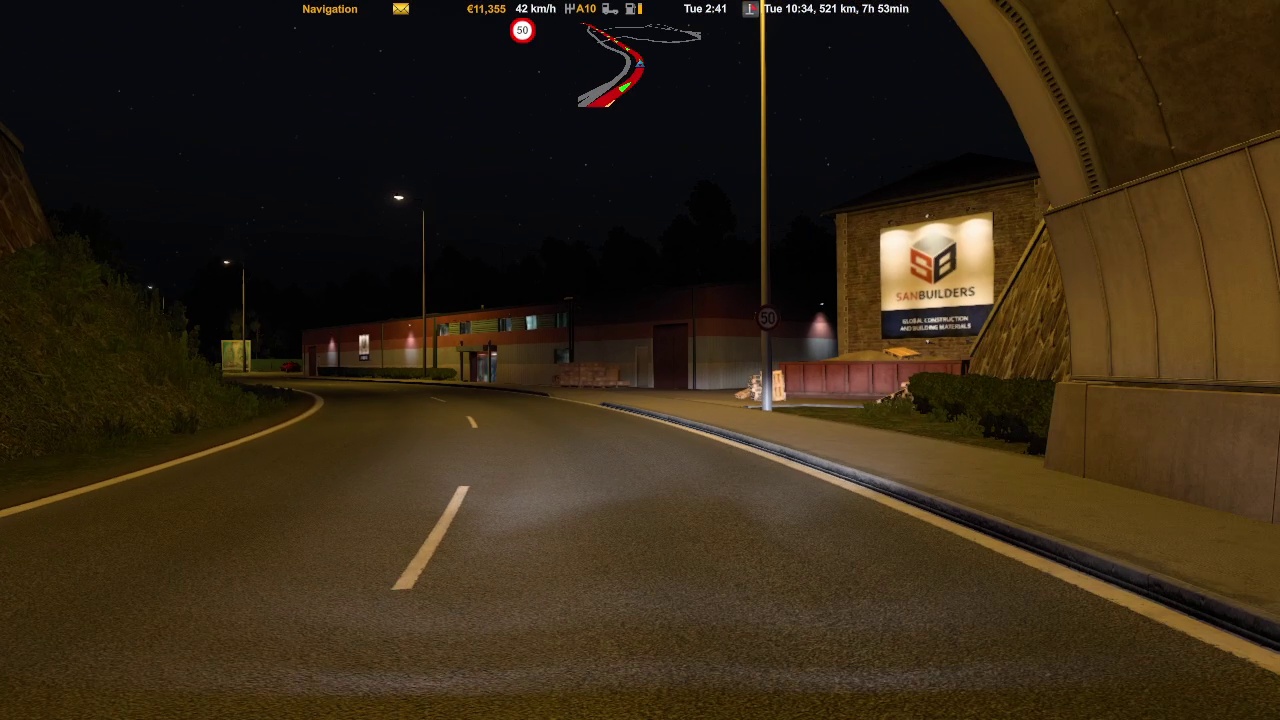 Navigation
€11,355
42 km/h
A10
Tue 2:41
Tue 10:34, 521 km, 7h 53min
50
50
SB
SANBUILDERS
GLOBAL CONSTRUCTION
AND BUILDING MATERIALS